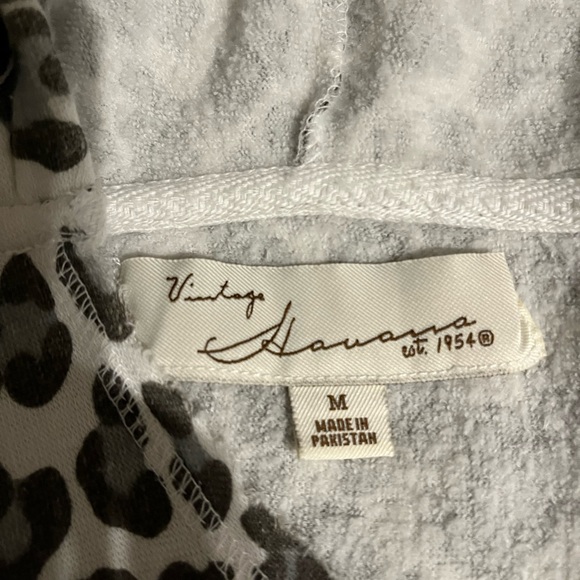 Vintage
Havana
est. 1954®
M
MADE IN
PAKISTAN